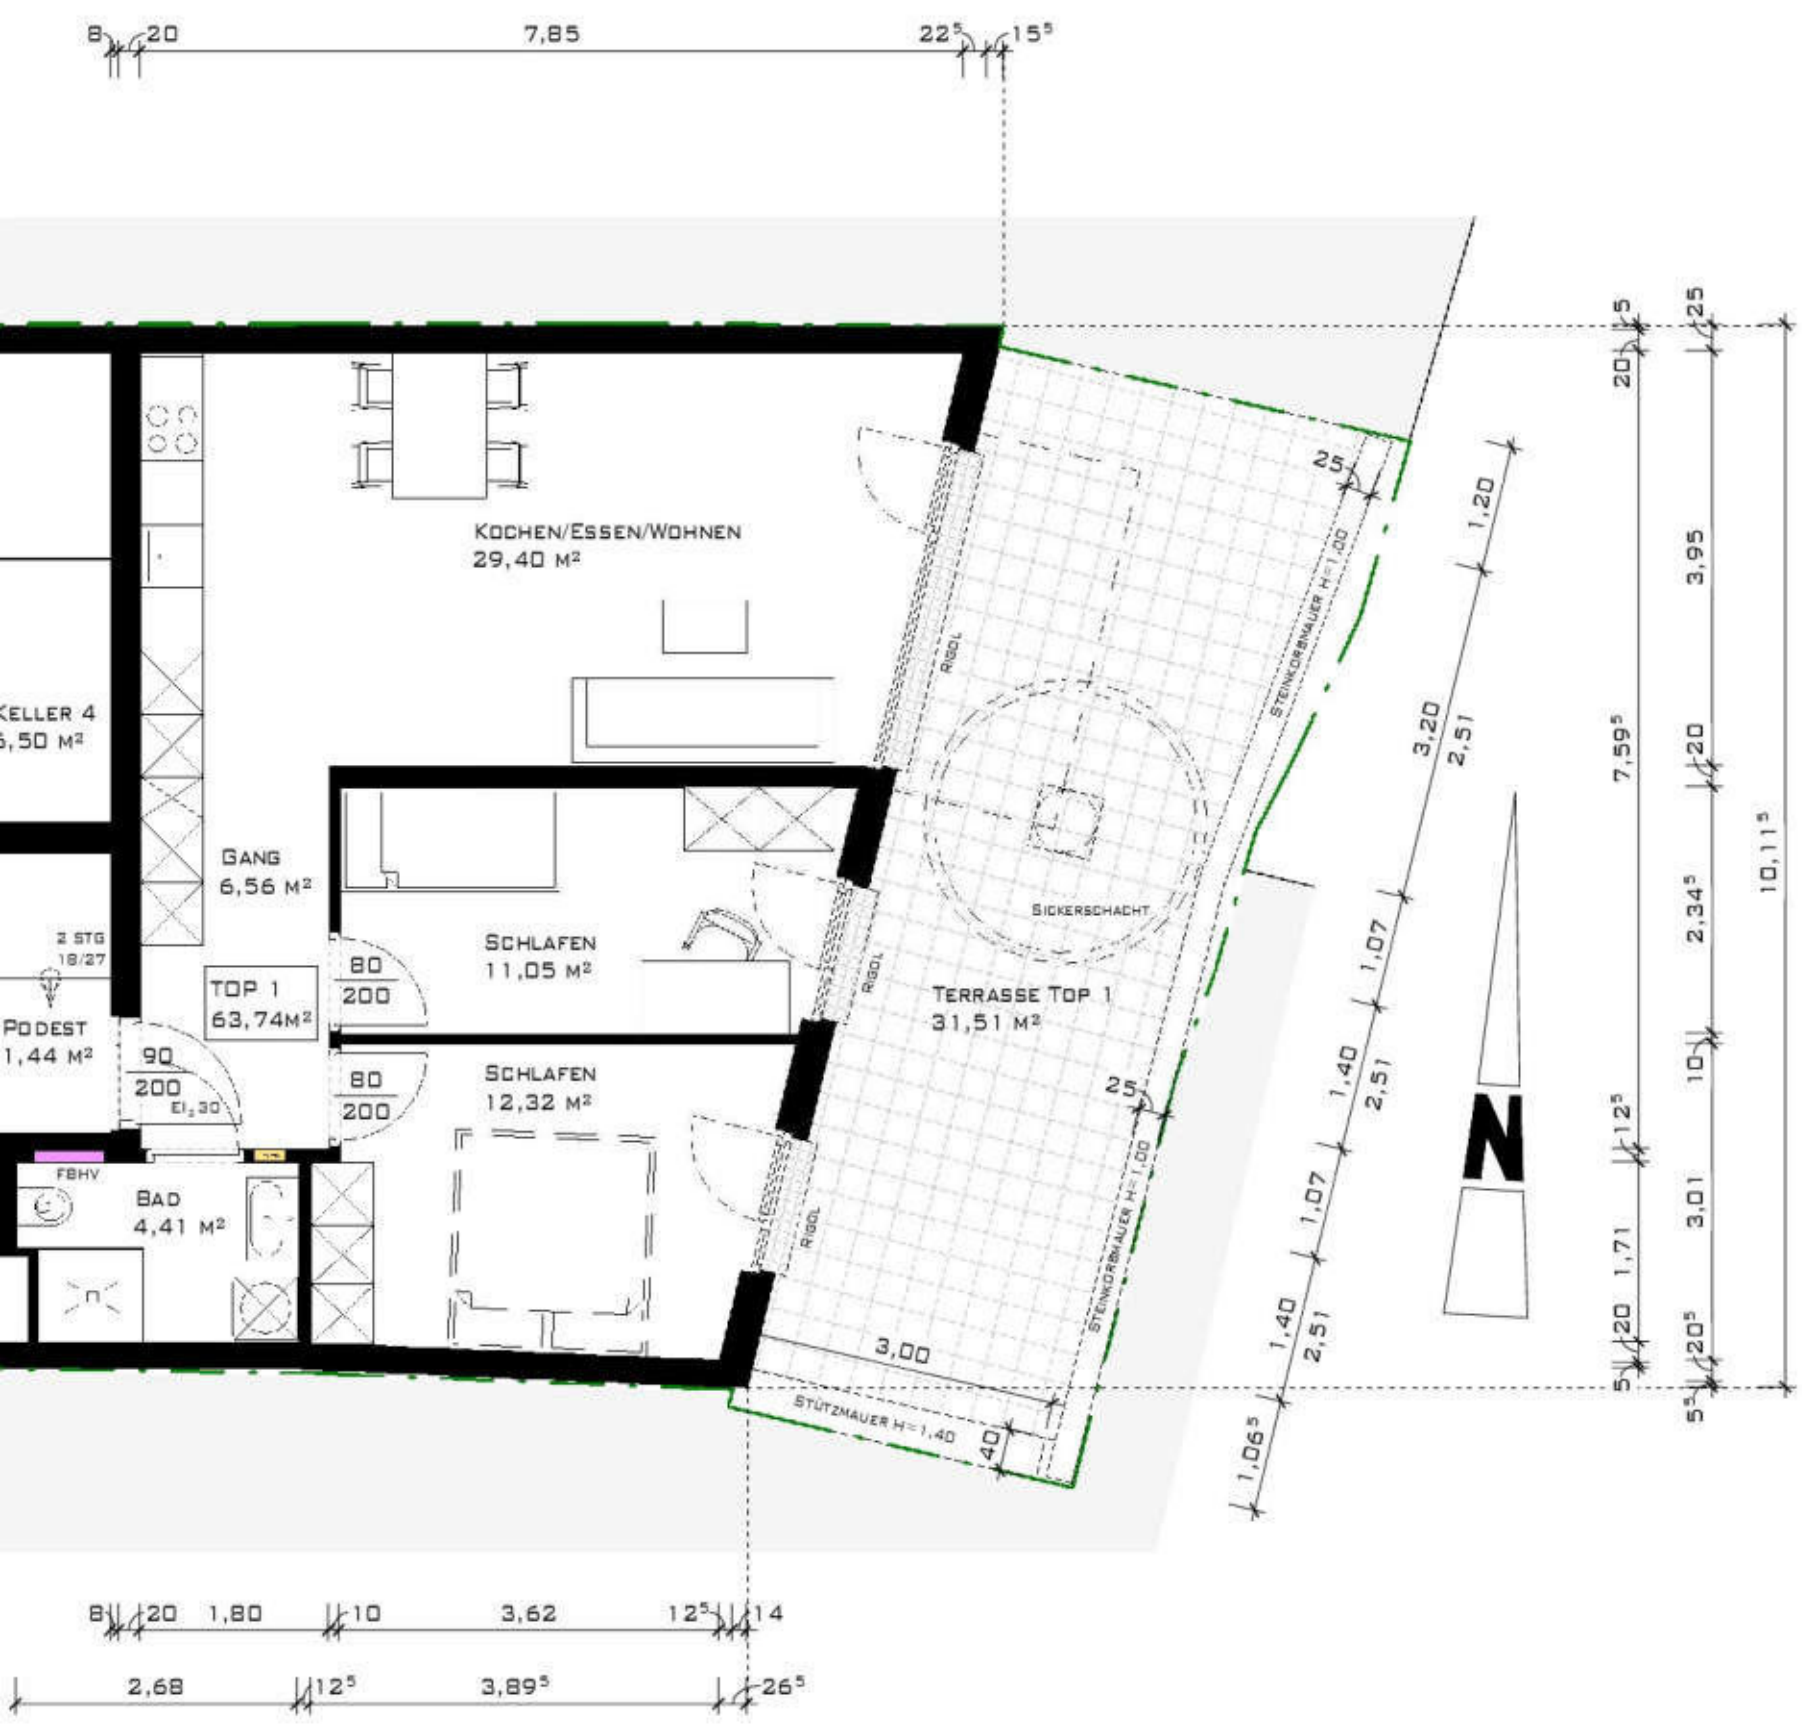 8 20 7,85 22⁵ 15⁵
25
5
20
KOCHEN/ESSEN/WOHNEN
29,40 M²
25
1,20
STEINKORBMAUER H=1,00
3,95
RIGOL
KELLER 4
6,50 M²
3,20
2,51
7,59⁵
20
10,11⁵
GANG
6,56 M²
SICKERSCHACHT
2 STG
18/27
SCHLAFEN
11,05 M²
80
200
RIGOL
1,07
2,34⁵
TOP 1
63,74M²
TERRASSE TOP 1
31,51 M²
PODEST
1,44 M²
90
200
EI₂30
80
200
SCHLAFEN
12,32 M²
25
1,40
2,51
10
12⁵
N
FBHV
BAD
4,41 M²
RIGOL
STEINKORBMAUER H=1,00
1,07
1,71
3,01
3,00
1,40
2,51
20
20⁵
5
5⁵
STÜTZMAUER H=1,40
40
1,06⁵
8 20 1,80 10 3,62 12⁵ 14
2,68 12⁵ 3,89⁵ 26⁵